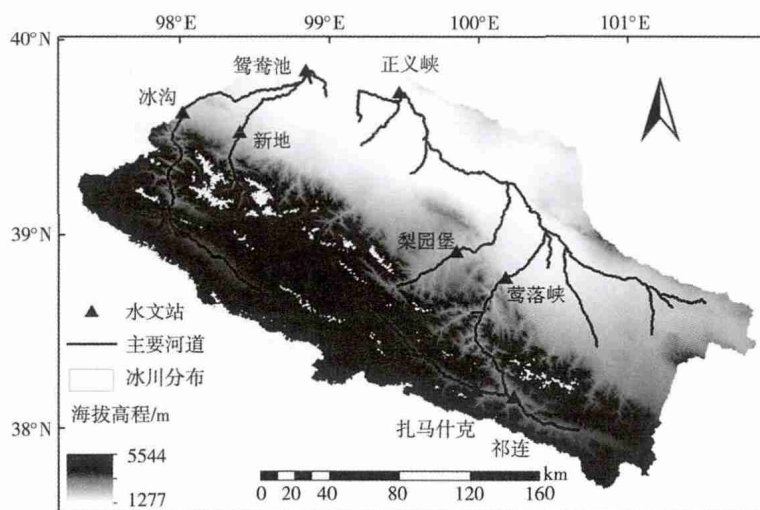 98°E 99°E 100°E 101°E
40°N
鸳鸯池
正义峡
冰沟
新地
39°N
梨园堡
莺落峡
水文站
主要河道
冰川分布
海拔高程/m
扎马什克
38°N
祁连
5544
km
1277
0 10 20 40 80 120 160